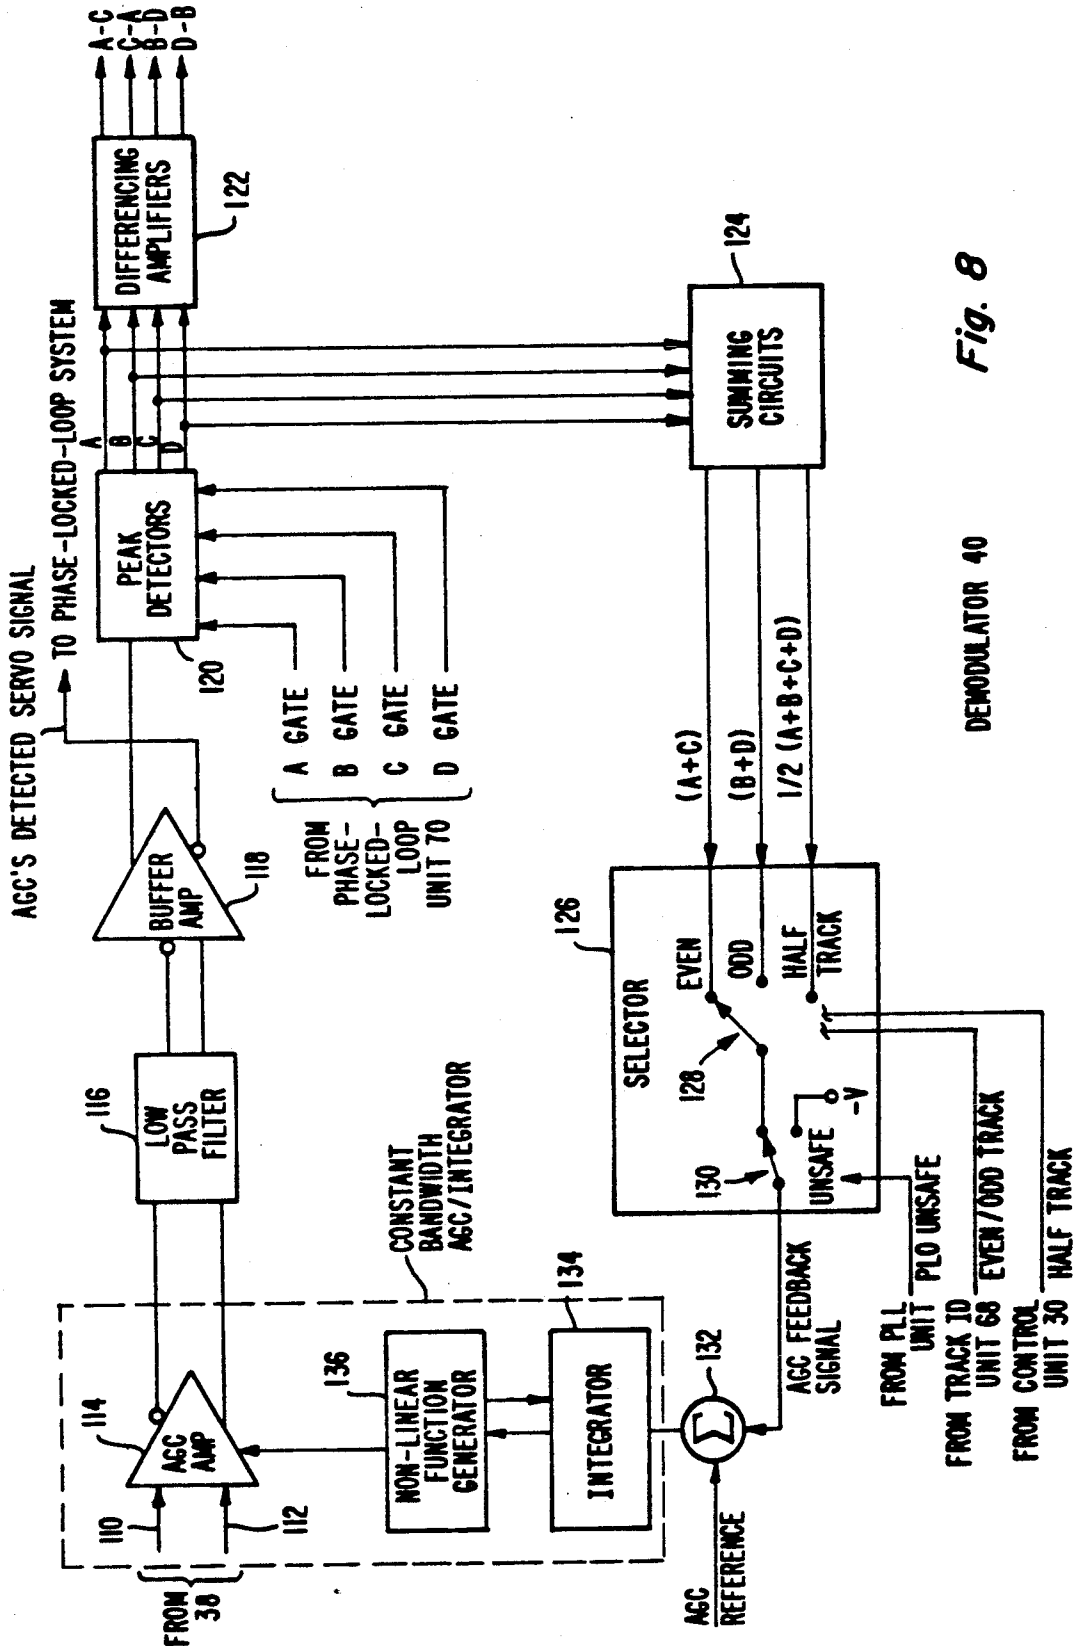 FROM
38
110
112
114
AGC
AMP
116
LOW
PASS
FILTER
BUFFER
AMP
118
AGC'S DETECTED SERVO SIGNAL
TO PHASE-LOCKED-LOOP SYSTEM
120
PEAK
DETECTORS
A
B
C
D
DIFFERENCING
AMPLIFIERS
122
A-C
C-A
B-D
D-B
FROM
PHASE-
LOCKED-
LOOP
UNIT 70
A GATE
B GATE
C GATE
D GATE
136
NON-LINEAR
FUNCTION
GENERATOR
CONSTANT
BANDWIDTH
AGC/INTEGRATOR
134
INTEGRATOR
132
Σ
AGC
REFERENCE
AGC FEEDBACK
SIGNAL
126
SELECTOR
EVEN
ODD
HALF
TRACK
128
130
UNSAFE
-V
(A+C)
(B+D)
1/2 (A+B+C+D)
124
SUMMING
CIRCUITS
FROM PLL
UNIT
PLO UNSAFE
FROM TRACK ID
UNIT 68
EVEN/ODD TRACK
FROM CONTROL
UNIT 30
HALF TRACK
DEMODULATOR 40
Fig. 8